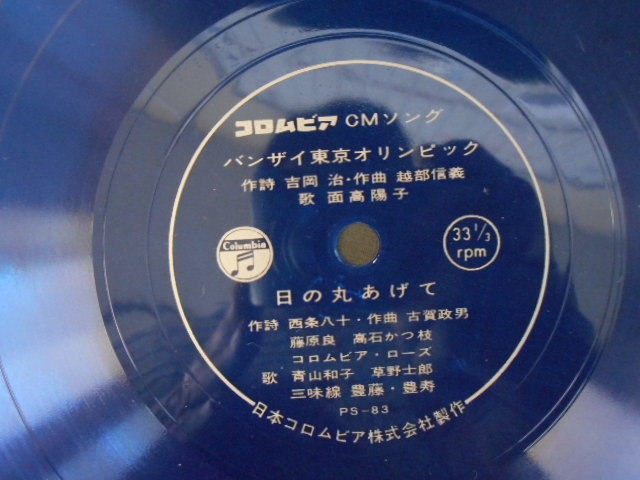 コロムビア CMソング
バンザイ東京オリンピック
作詩 吉岡 治・作曲 越部信義
歌 面高陽子
Columbia
33 1/3
rpm
日の丸あげて
作詩 西条八十・作曲 古賀政男
藤原良 高石かつ枝
コロムビア・ローズ
歌 青山和子 草野士郎
三味線 豊藤・豊寿
PS-83
日本コロムビア株式会社製作